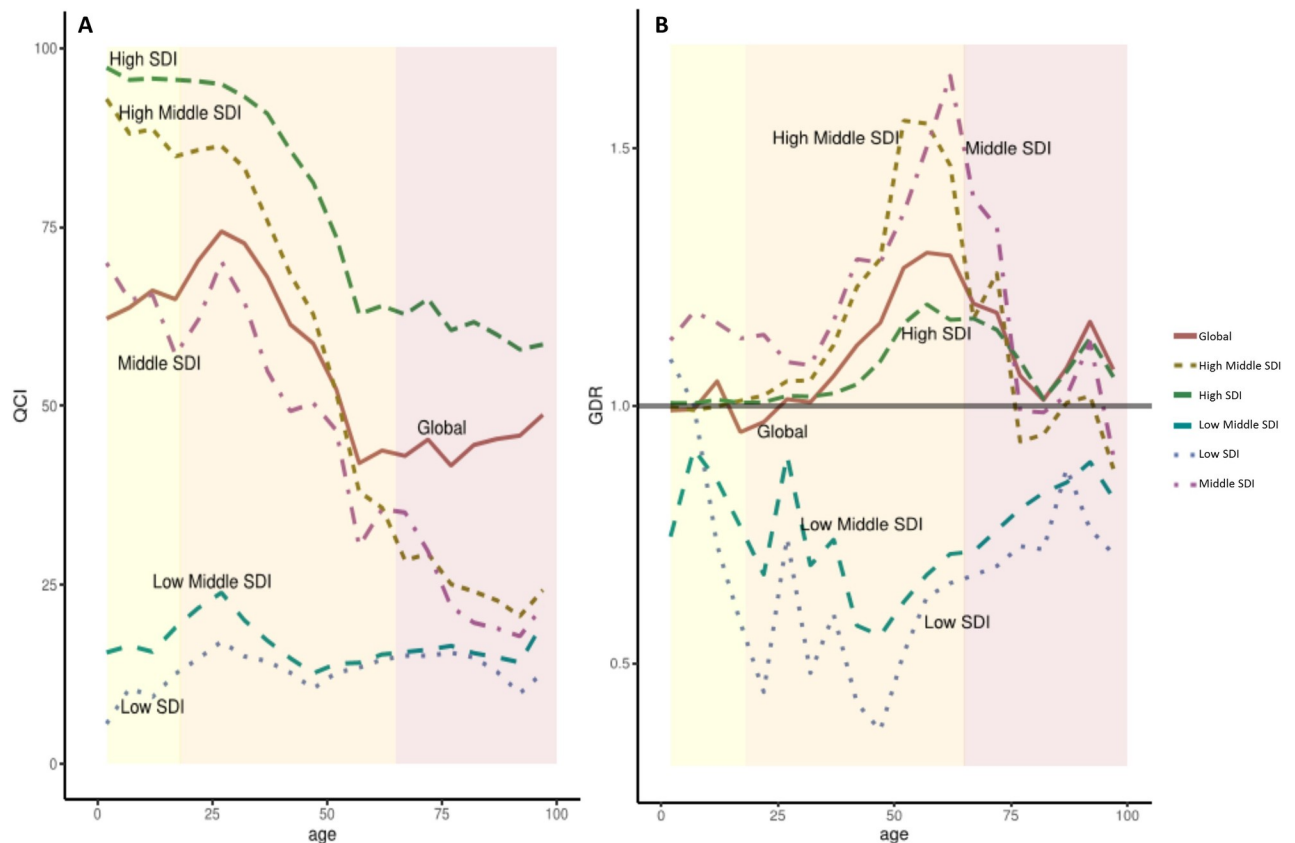 A
100
75
50
25
0
QCI
High SDI
High Middle SDI
Middle SDI
Global
Low Middle SDI
Low SDI
0
25
50
75
100
age
B
1.5
1.0
0.5
GDR
High Middle SDI
Middle SDI
High SDI
Global
Low Middle SDI
Low SDI
0
25
50
75
100
age
Global
High Middle SDI
High SDI
Low Middle SDI
Low SDI
Middle SDI